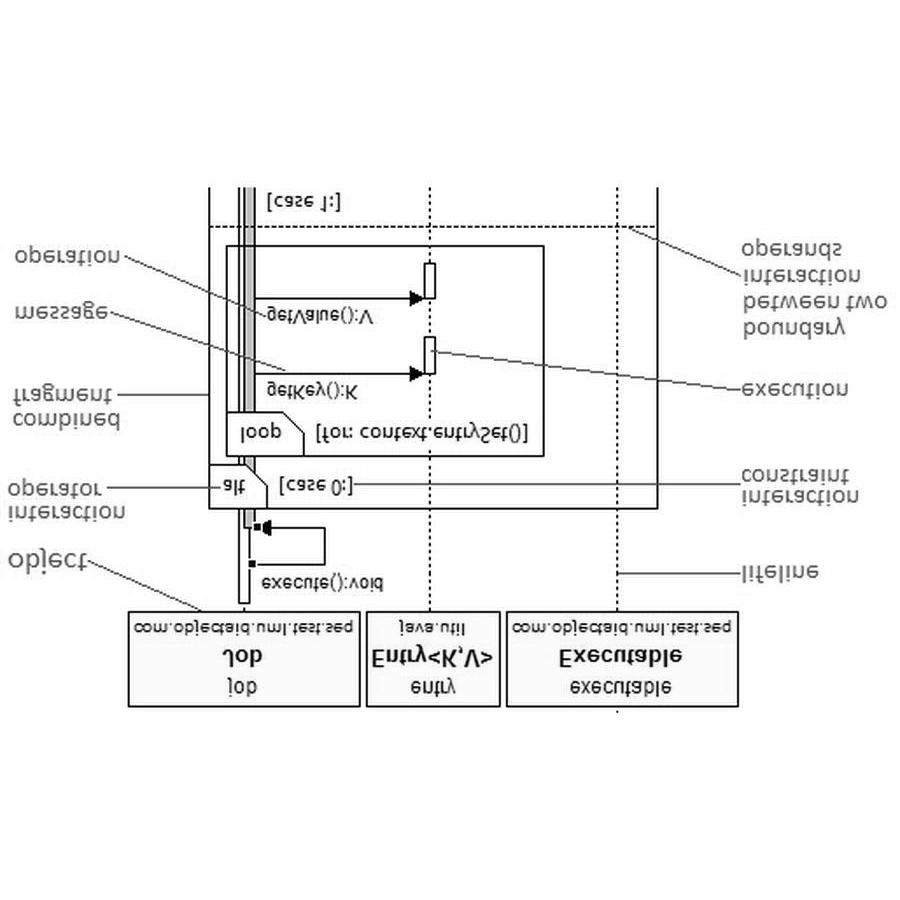 job
Job
com.objectaid.uml.test.seq
entry
Entry<K,V>
java.util
executable
Executable
com.objectaid.uml.test.seq
object
execute():void
lifeline
interaction
operator
alt
[case 0:]
interaction
constraint
loop
[for: context.entrySet()]
combined
fragment
getKey():K
execution
message
getValue():V
boundary
between two
interaction
operands
operation
[case 1:]